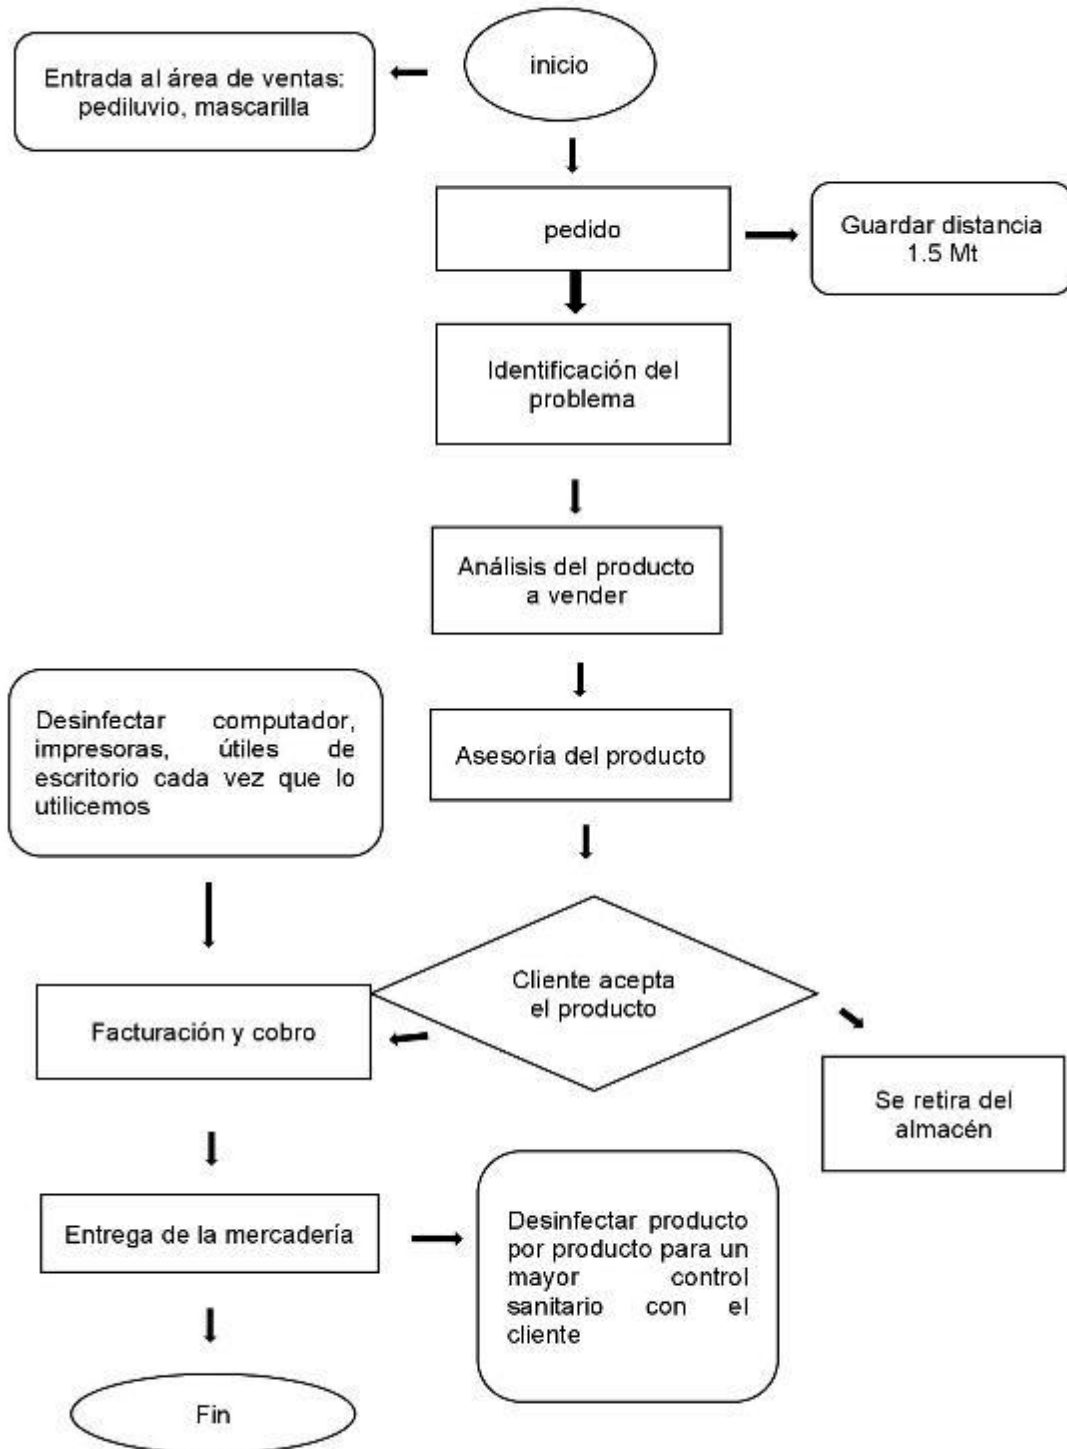 inicio
Entrada al área de ventas:
pediluvio, mascarilla
pedido
Guardar distancia
1.5 Mt
Identificación del
problema
Análisis del producto
a vender
Desinfectar computador,
impresoras, útiles de
escritorio cada vez que lo
utilicemos
Asesoría del producto
Cliente acepta
el producto
Facturación y cobro
Se retira del
almacén
Entrega de la mercadería
Desinfectar producto
por producto para un
mayor control
sanitario con el
cliente
Fin